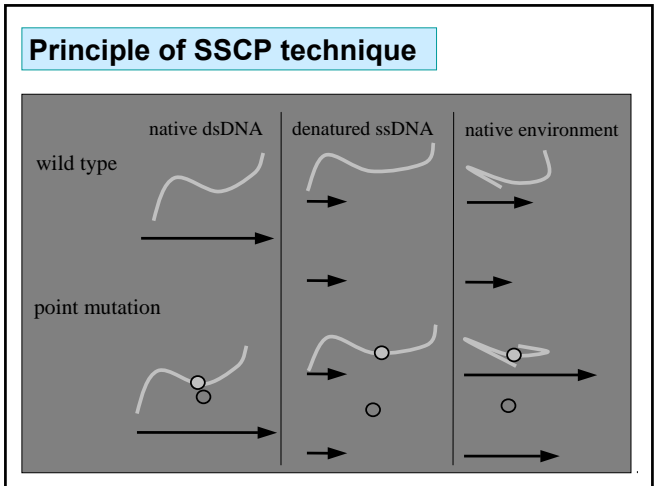 Principle of SSCP technique
native dsDNA denatured ssDNA native environment
wild type
point mutation